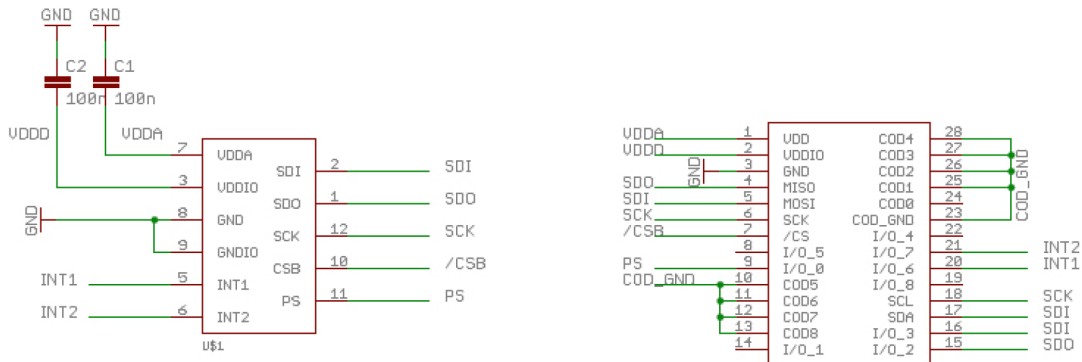 GND GND
C2 C1
100n 100n
VDDD VDDA
7 VDDA
3 VDDIO
GND 8 GND
9 GNDIO
INT1 5 INT1
INT2 6 INT2
SDI 2 SDI
SDO 1 SDO
SCK 12 SCK
CSB 10 /CSB
PS 11 PS
U$1
VDDA 1 VDD
VDDD 2 VDDIO
GND 3 GND
SDO 4 MISO
SDI 5 MOSI
SCK 6 SCK
/CSB 7 /CS
8 I/O_5
PS 9 I/O_0
COD_GND 10 COD5
11 COD6
12 COD7
13 COD8
14 I/O_1
COD4 28
COD3 27
COD2 26
COD1 25
COD0 24
COD_GND 23
COD_GND
I/O_4 22
I/O_7 21 INT2
I/O_6 20 INT1
I/O_8 19
SCL 18 SCK
SDA 17 SDI
I/O_3 16 SDI
I/O_2 15 SDO